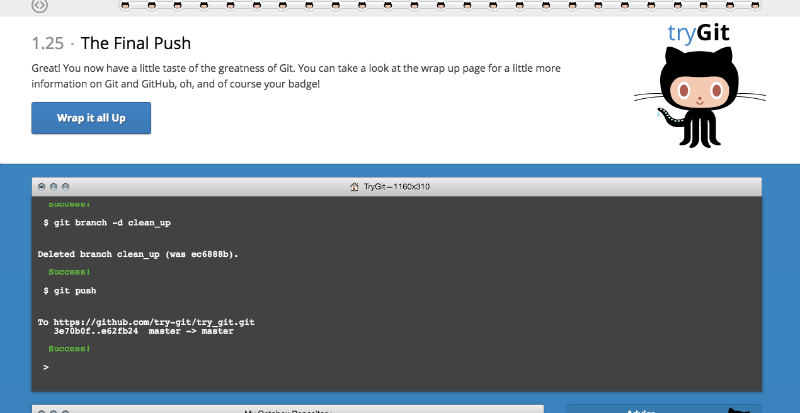 tryGit
1.25 · The Final Push
Great! You now have a little taste of the greatness of Git. You can take a look at the wrap up page for a little more
information on Git and GitHub, oh, and of course your badge!
Wrap it all Up
TryGit—1160x310
Success!
$ git branch -d clean_up
Deleted branch clean_up (was ec6888b).
Success!
$ git push
To https://github.com/try-git/try_git.git
3e70b0f..e62fb24 master -> master
Success!
>
My Octobox Repository
Advice